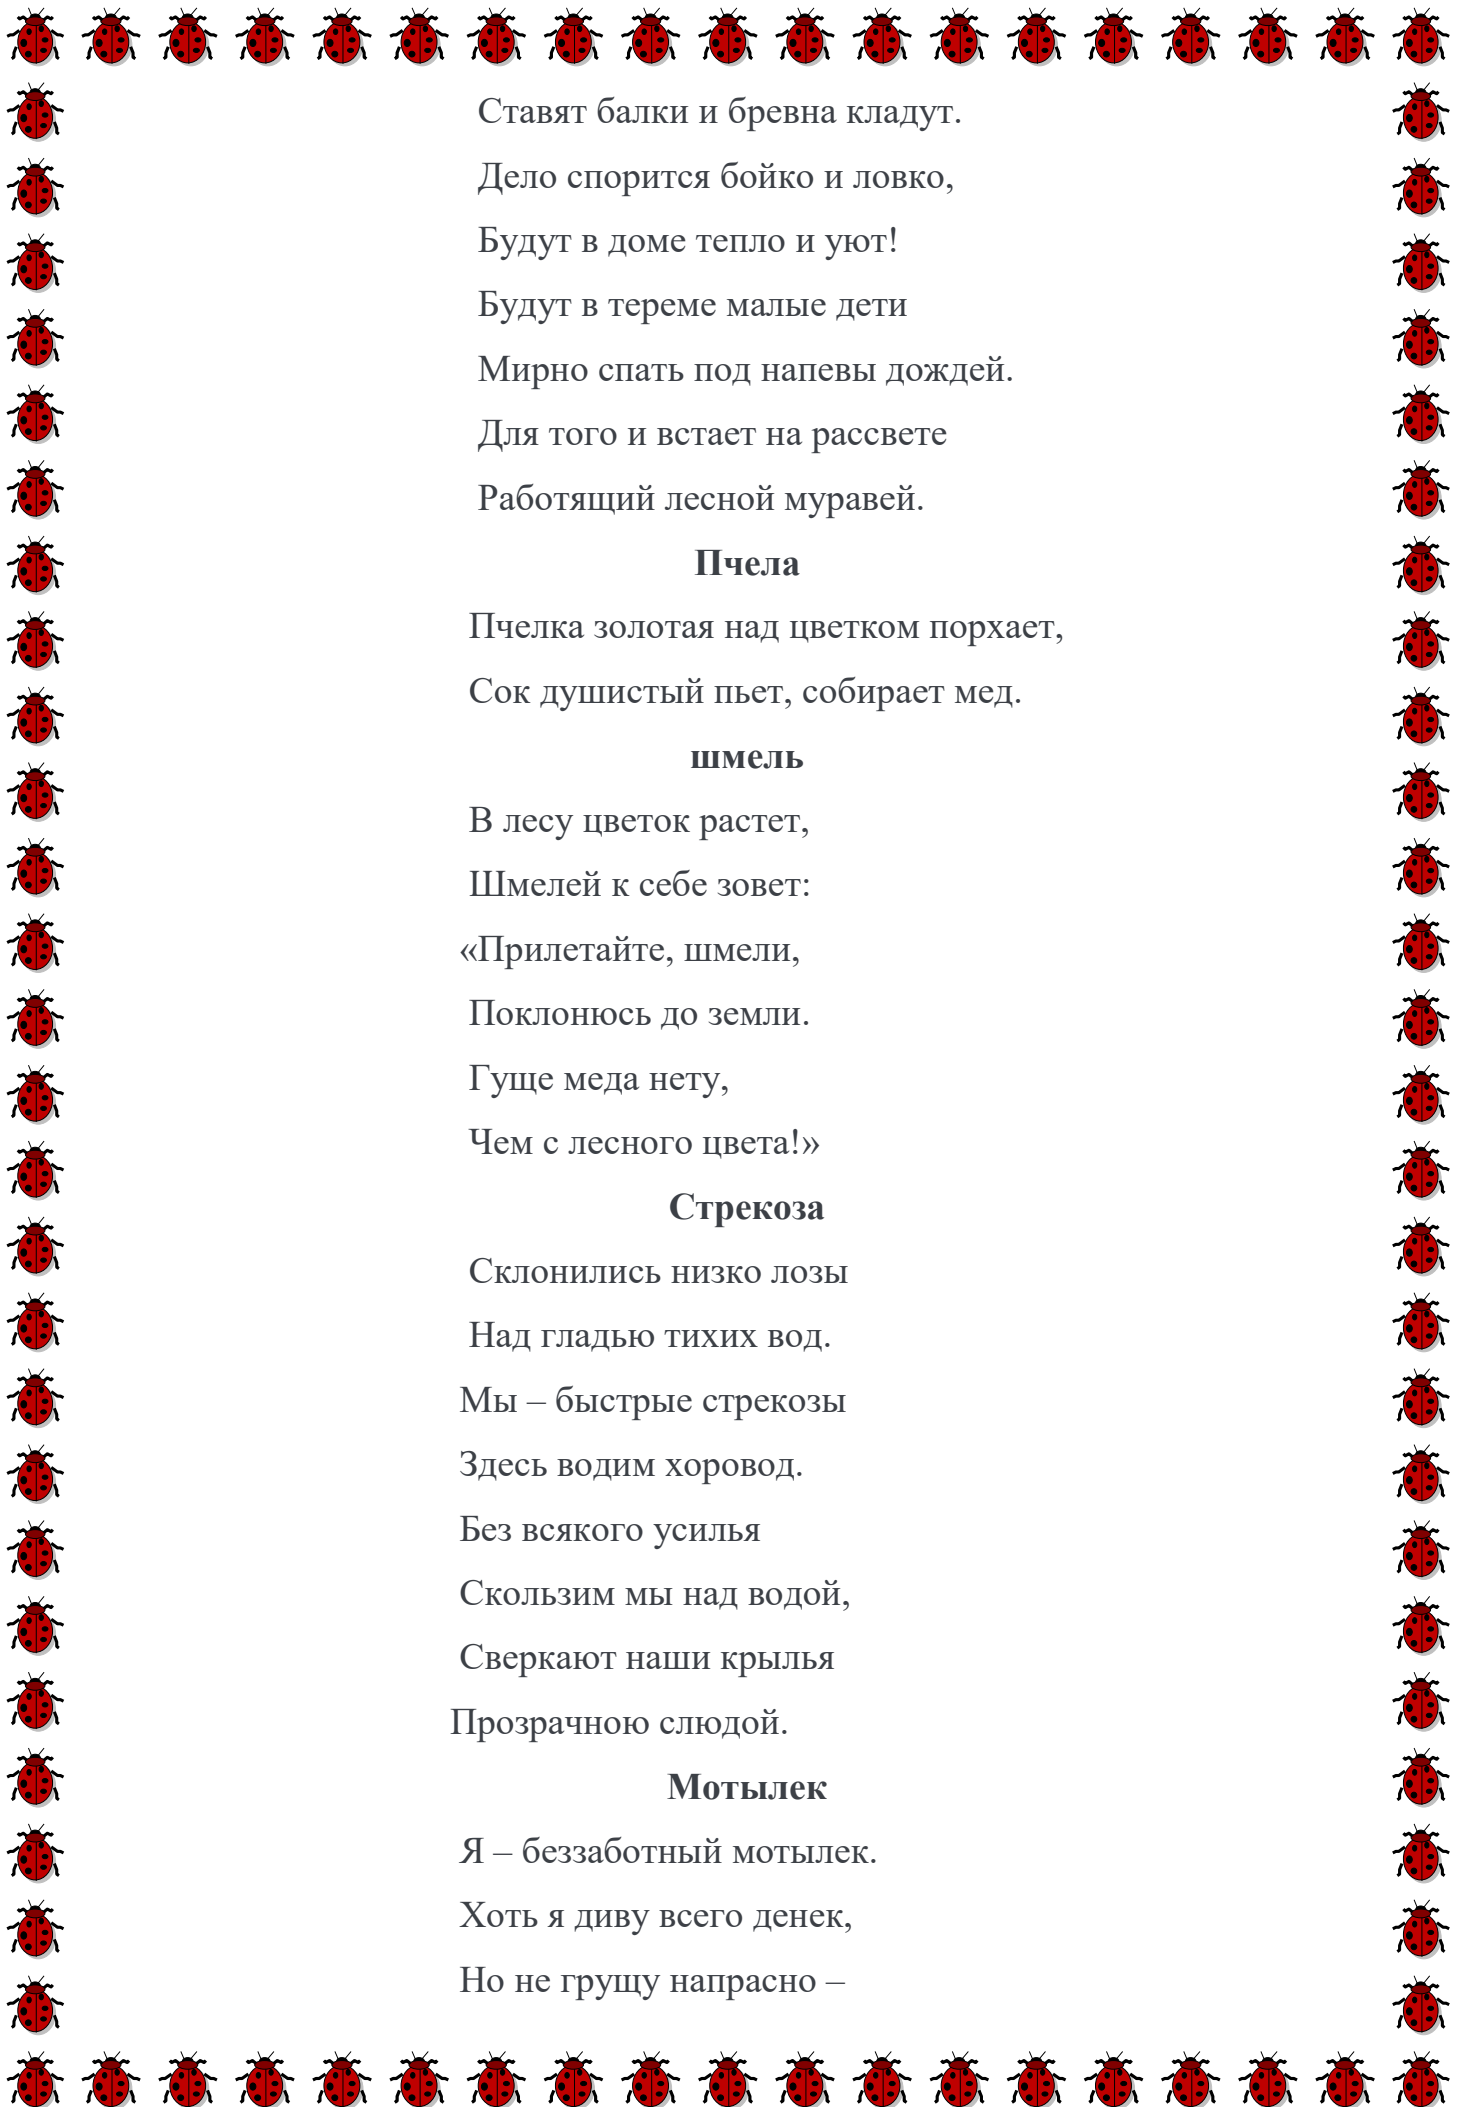 Ставят балки и бревна кладут.
Дело спорится бойко и ловко,
Будут в доме тепло и уют!
Будут в тереме малые дети
Мирно спать под напевы дождей.
Для того и встает на рассвете
Работящий лесной муравей.
Пчела
Пчелка золотая над цветком порхает,
Сок душистый пьет, собирает мед.
шмель
В лесу цветок растет,
Шмелей к себе зовет:
«Прилетайте, шмели,
Поклонюсь до земли.
Гуще меда нету,
Чем с лесного цвета!»
Стрекоза
Склонились низко лозы
Над гладью тихих вод.
Мы – быстрые стрекозы
Здесь водим хоровод.
Без всякого усилья
Скользим мы над водой,
Сверкают наши крылья
Прозрачною слюдой.
Мотылек
Я – беззаботный мотылек.
Хоть я диву всего денек,
Но не грущу напрасно –